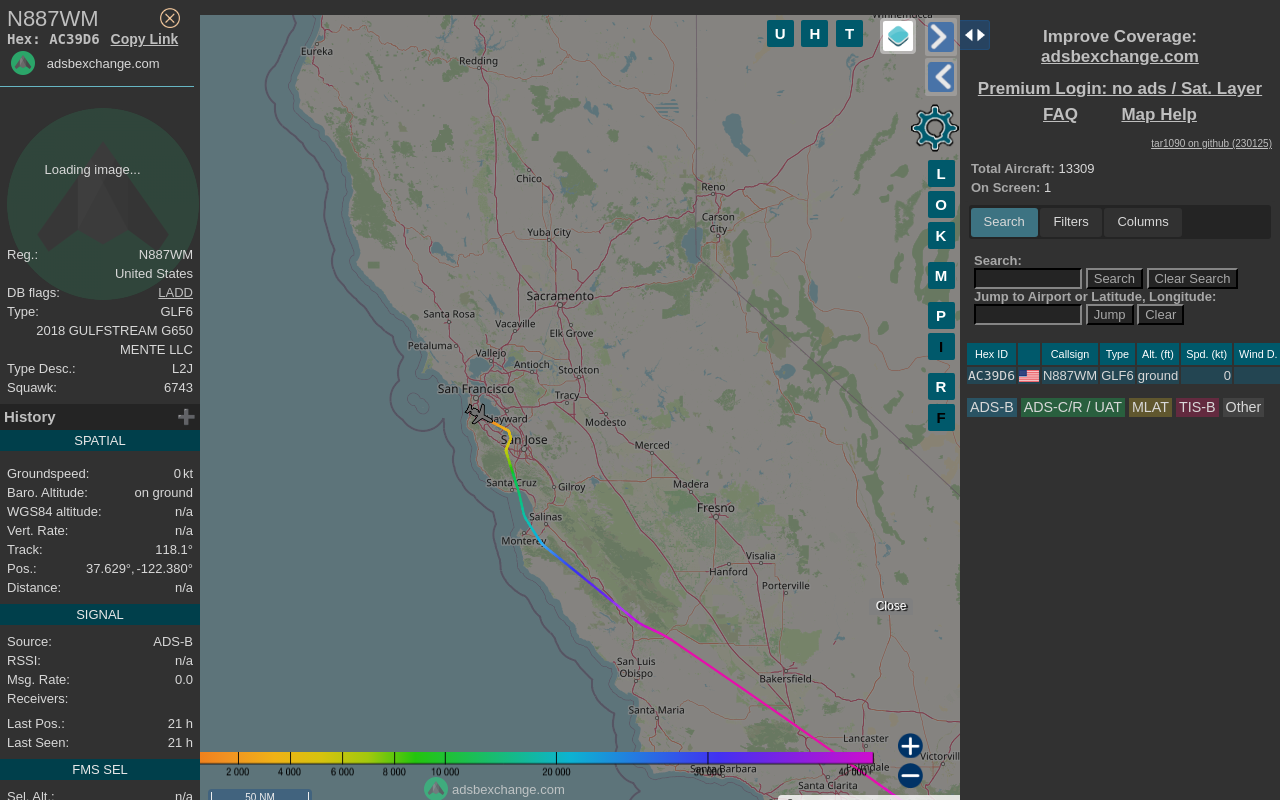 N887WM
Hex: AC39D6 Copy Link
adsbexchange.com
Loading image...
Reg.: N887WM
United States
DB flags: LADD
Type: GLF6
2018 GULFSTREAM G650
MENTE LLC
Type Desc.: L2J
Squawk: 6743
History
SPATIAL
Groundspeed: 0 kt
Baro. Altitude: on ground
WGS84 altitude: n/a
Vert. Rate: n/a
Track: 118.1°
Pos.: 37.629°, -122.380°
Distance: n/a
SIGNAL
Source: ADS-B
RSSI: n/a
Msg. Rate: 0.0
Receivers:
Last Pos.: 21 h
Last Seen: 21 h
FMS SEL
Sel. Alt.: n/a
Winnemucca
U H T
Eureka
Redding
L
O
K
M
P
I
R
F
Chico
Reno
Carson
City
Yuba City
Sacramento
Santa Rosa
Vacaville
Elk Grove
Petaluma
Vallejo
Antioch
Stockton
San Francisco
Tracy
Hayward
Modesto
San Jose
Merced
Santa Cruz
Gilroy
Madera
Salinas
Fresno
Monterey
Visalia
Hanford
Porterville
Close
San Luis
Obispo
Bakersfield
Santa Maria
Lancaster
Victorvill
Santa Barbara
Palmdale
Santa Clarita
2 000 4 000 6 000 8 000 10 000 20 000 30 000 40 000+
adsbexchange.com
50 NM
Improve Coverage:
adsbexchange.com
Premium Login: no ads / Sat. Layer
FAQ Map Help
tar1090 on github (230125)
Total Aircraft: 13309
On Screen: 1
Search Filters Columns
Search:
Search Clear Search
Jump to Airport or Latitude, Longitude:
Jump Clear
Hex ID Callsign Type Alt. (ft) Spd. (kt) Wind D.
AC39D6 N887WM GLF6 ground 0
ADS-B ADS-C/R / UAT MLAT TIS-B Other